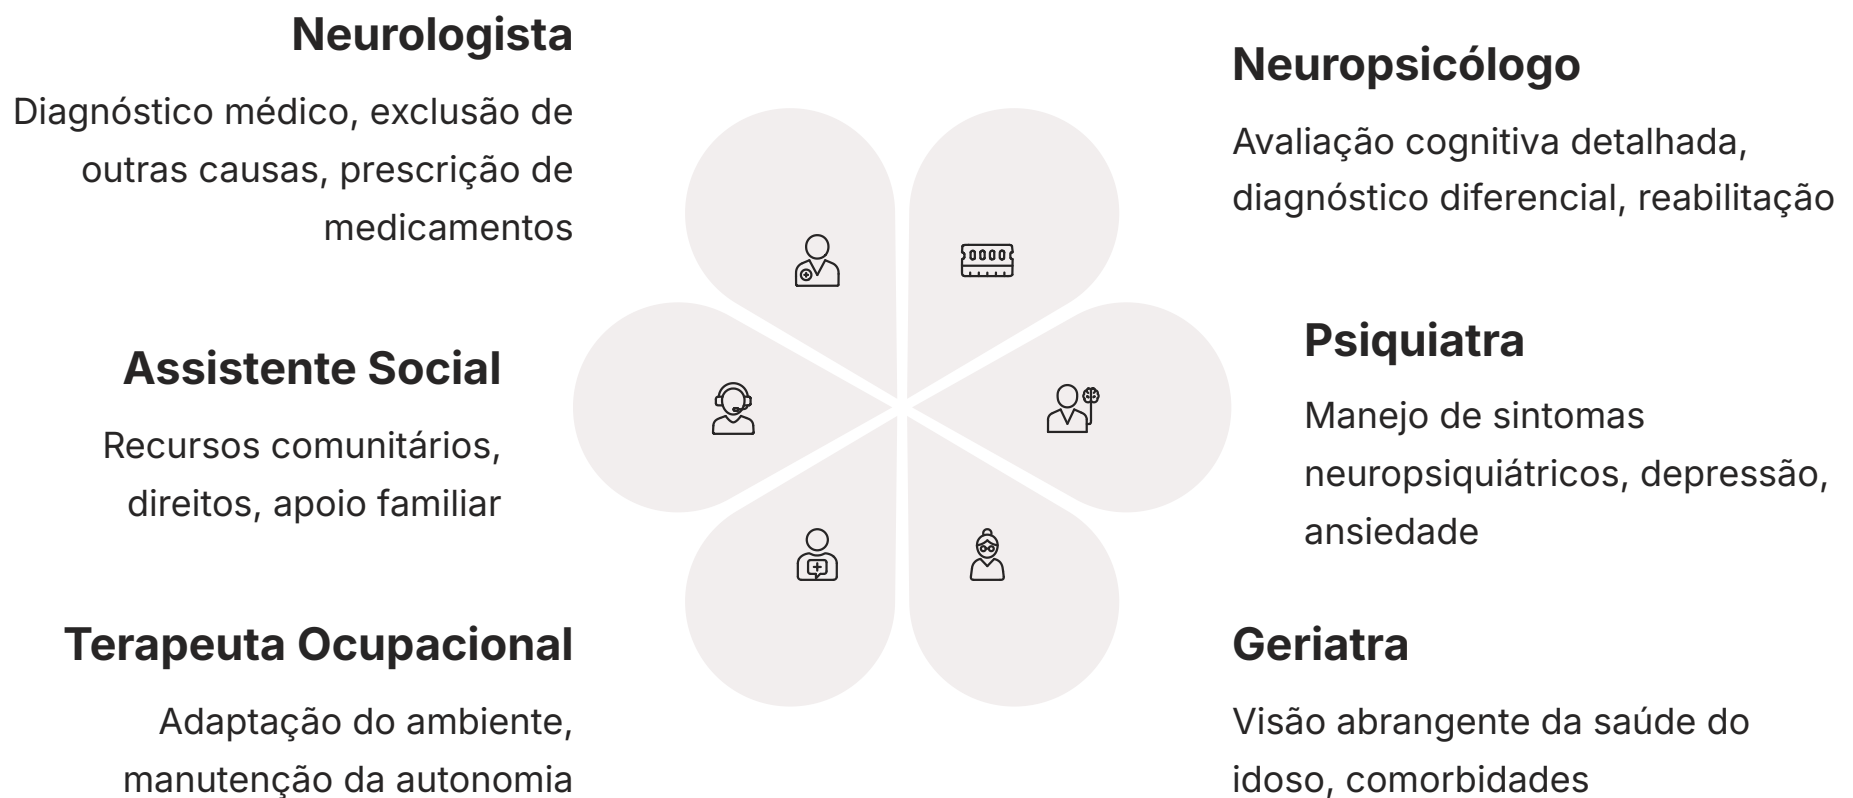 Neurologista
Diagnóstico médico, exclusão de
outras causas, prescrição de
medicamentos
Neuropsicólogo
Avaliação cognitiva detalhada,
diagnóstico diferencial, reabilitação
Assistente Social
Recursos comunitários,
direitos, apoio familiar
Psiquiatra
Manejo de sintomas
neuropsiquiátricos, depressão,
ansiedade
Terapeuta Ocupacional
Adaptação do ambiente,
manutenção da autonomia
Geriatra
Visão abrangente da saúde do
idoso, comorbidades